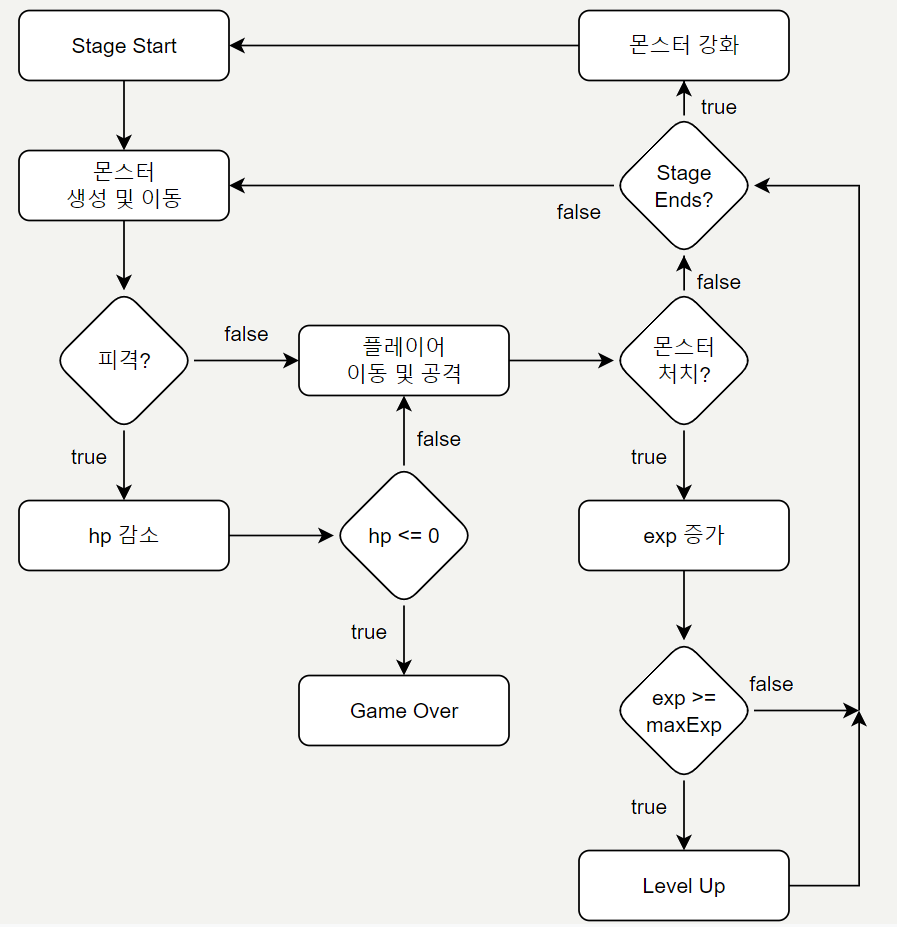 Stage Start
몬스터 강화
true
몬스터
생성 및 이동
Stage
Ends?
false
false
피격?
false
플레이어
이동 및 공격
몬스터
처치?
true
false
true
hp 감소
hp <= 0
exp 증가
true
Game Over
exp >=
maxExp
false
true
Level Up